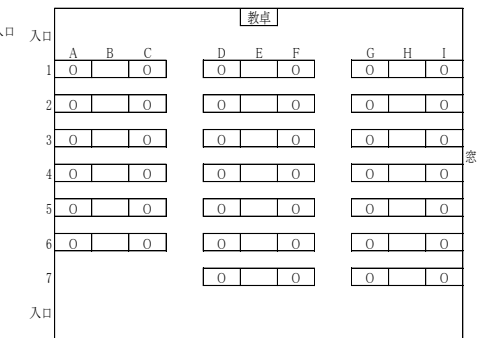 教卓
入口 入口
A B C D E F G H I
1 O O O O O O
2 O O O O O O
3 O O O O O O
窓
4 O O O O O O
5 O O O O O O
6 O O O O O O
7 O O O O
入口